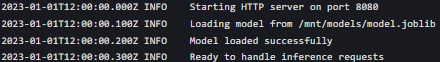 2023-01-01T12:00:00.000Z INFO Starting HTTP server on port 8080
2023-01-01T12:00:00.100Z INFO Loading model from /mnt/models/model.joblib
2023-01-01T12:00:00.200Z INFO Model loaded successfully
2023-01-01T12:00:00.300Z INFO Ready to handle inference requests